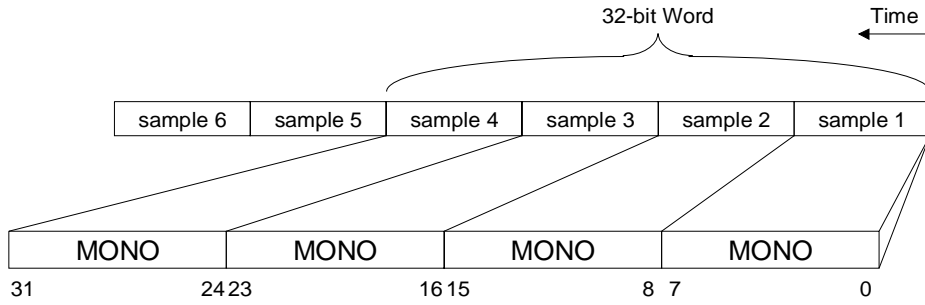 32-bit Word Time
sample 6 sample 5 sample 4 sample 3 sample 2 sample 1
MONO MONO MONO MONO
31 24 23 16 15 8 7 0